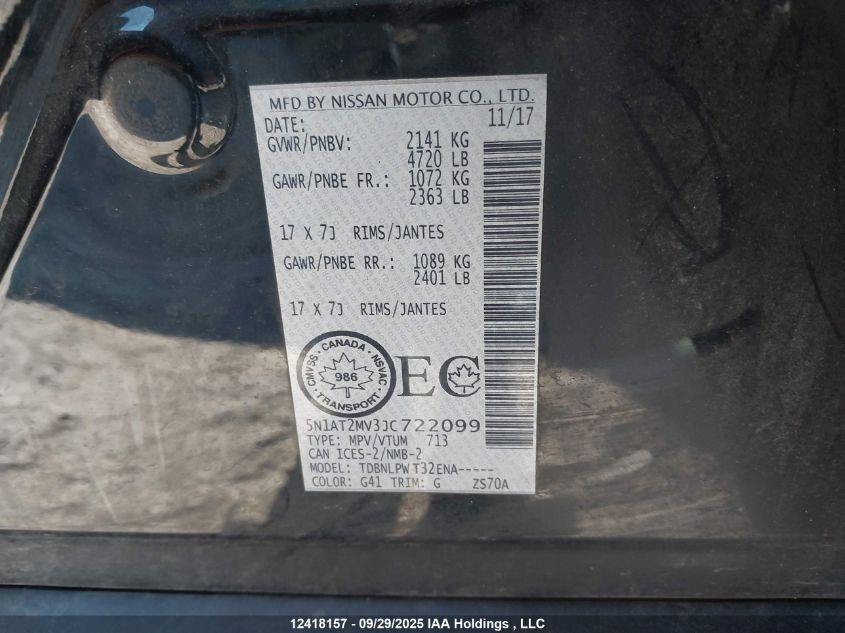 MFD BY NISSAN MOTOR CO., LTD.
DATE: 11/17
GVWR/PNBV: 2141 KG
4720 LB
GAWR/PNBE FR.: 1072 KG
2363 LB
17 X 7J RIMS/JANTES
GAWR/PNBE RR.: 1089 KG
2401 LB
17 X 7J RIMS/JANTES
CMVSS · CANADA · NSVAC
986
· TRANSPORT ·
EC
5N1AT2MV3JC722099
TYPE: MPV/VTUM 713
CAN ICES-2/NMB-2
MODEL: TDBNLPW T32ENA-----
COLOR: G41 TRIM: G ZS70A
12418157 - 09/29/2025 IAA Holdings , LLC